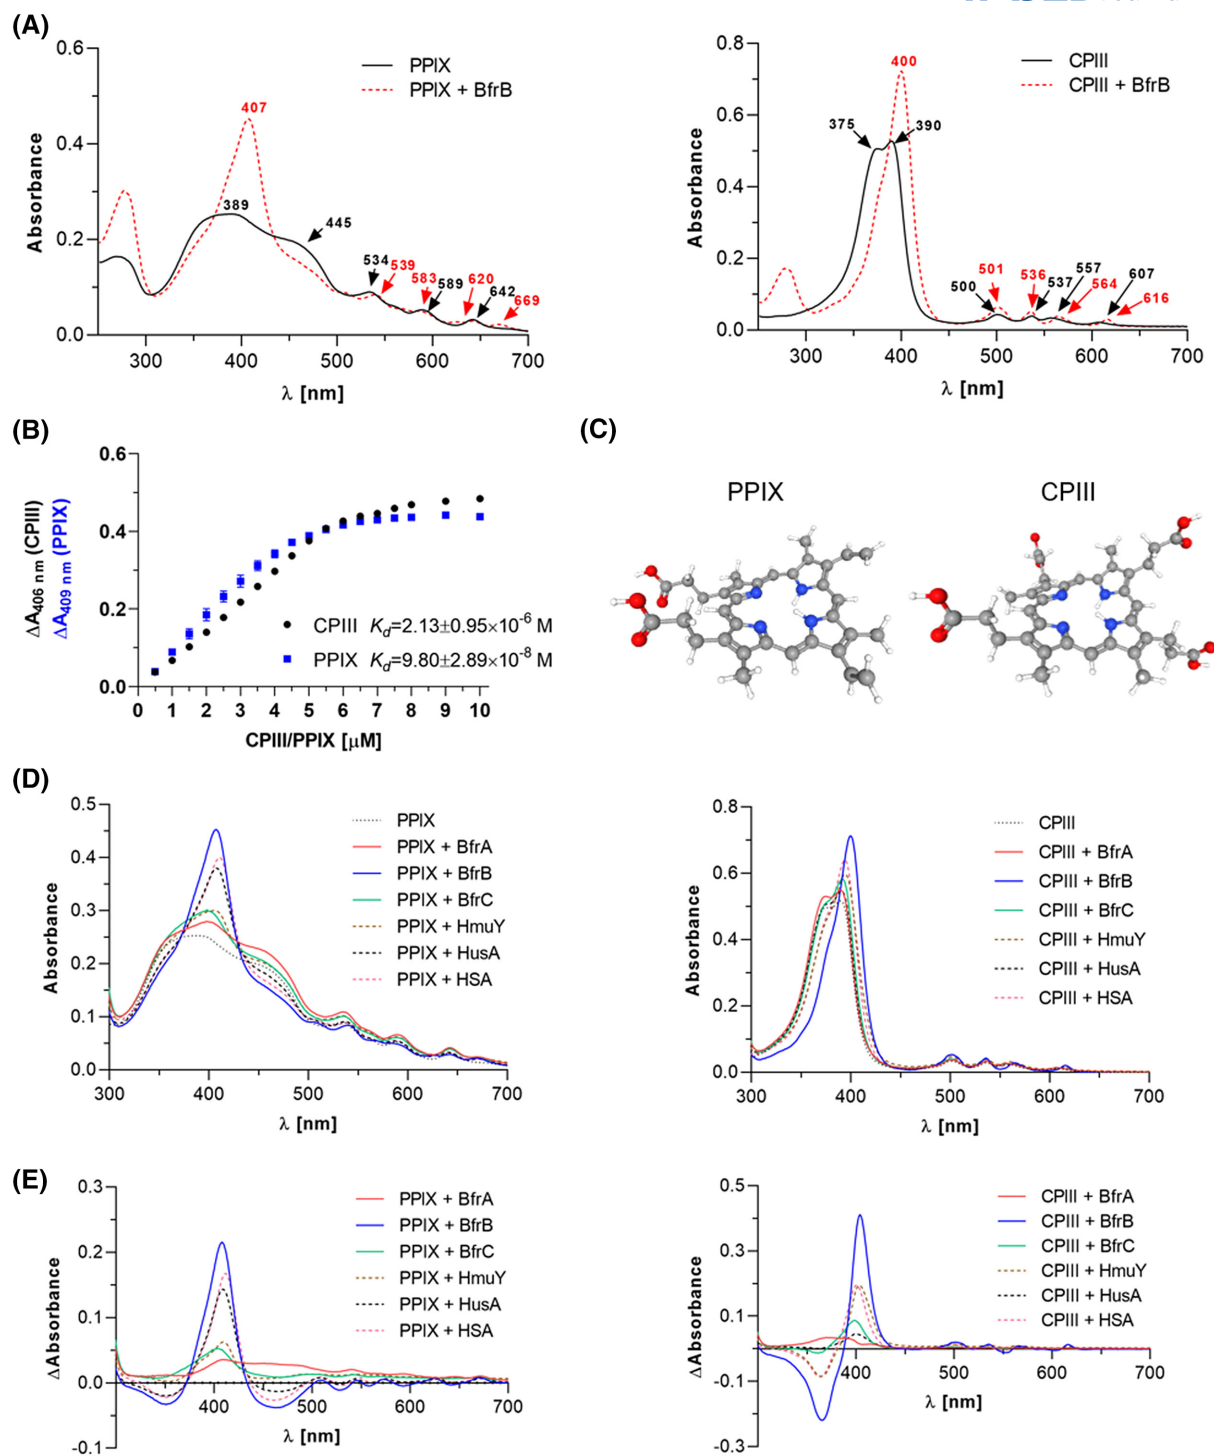 (A)
0.6
0.4
0.2
0.0
Absorbance
300
400
500
600
700
λ [nm]
PPIX
PPIX + BfrB
407
389
445
534
539
583
589
620
642
669
0.8
0.6
0.4
0.2
0.0
Absorbance
300
400
500
600
700
λ [nm]
CPIII
CPIII + BfrB
400
375
390
500
501
536
537
557
564
607
616
(B)
0.6
0.4
0.2
0.0
ΔA406 nm (CPIII)
ΔA409 nm (PPIX)
CPIII Kd=2.13±0.95×10-6 M
PPIX Kd=9.80±2.89×10-8 M
0 1 2 3 4 5 6 7 8 9 10
CPIII/PPIX [μM]
(C)
PPIX
CPIII
(D)
0.5
0.4
0.3
0.2
0.1
0.0
Absorbance
300
400
500
600
700
λ [nm]
PPIX
PPIX + BfrA
PPIX + BfrB
PPIX + BfrC
PPIX + HmuY
PPIX + HusA
PPIX + HSA
0.8
0.6
0.4
0.2
0.0
Absorbance
300
400
500
600
700
λ [nm]
CPIII
CPIII + BfrA
CPIII + BfrB
CPIII + BfrC
CPIII + HmuY
CPIII + HusA
CPIII + HSA
(E)
0.3
0.2
0.1
0.0
-0.1
ΔAbsorbance
400
500
600
700
λ [nm]
PPIX + BfrA
PPIX + BfrB
PPIX + BfrC
PPIX + HmuY
PPIX + HusA
PPIX + HSA
0.5
0.3
0.1
-0.1
-0.3
ΔAbsorbance
400
500
600
700
λ [nm]
CPIII + BfrA
CPIII + BfrB
CPIII + BfrC
CPIII + HmuY
CPIII + HusA
CPIII + HSA